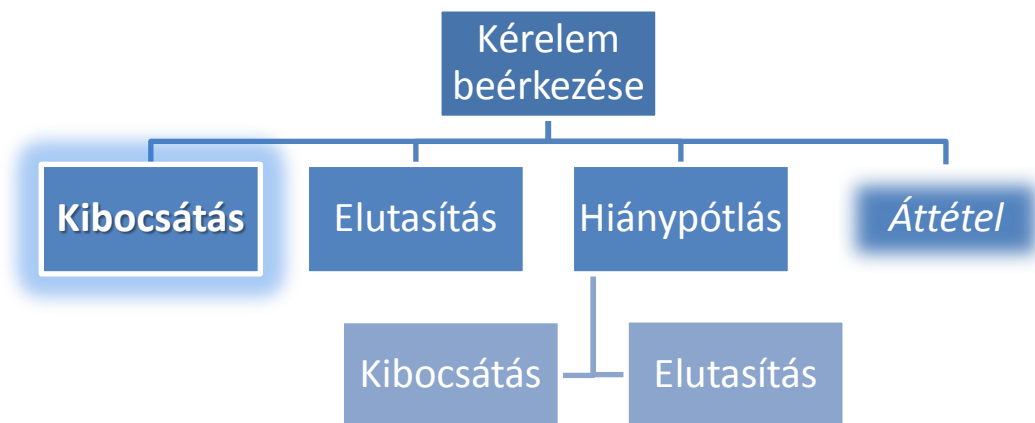 Kérelem
beérkezése
Kibocsátás
Elutasítás
Hiánypótlás
Áttétel
Kibocsátás
Elutasítás